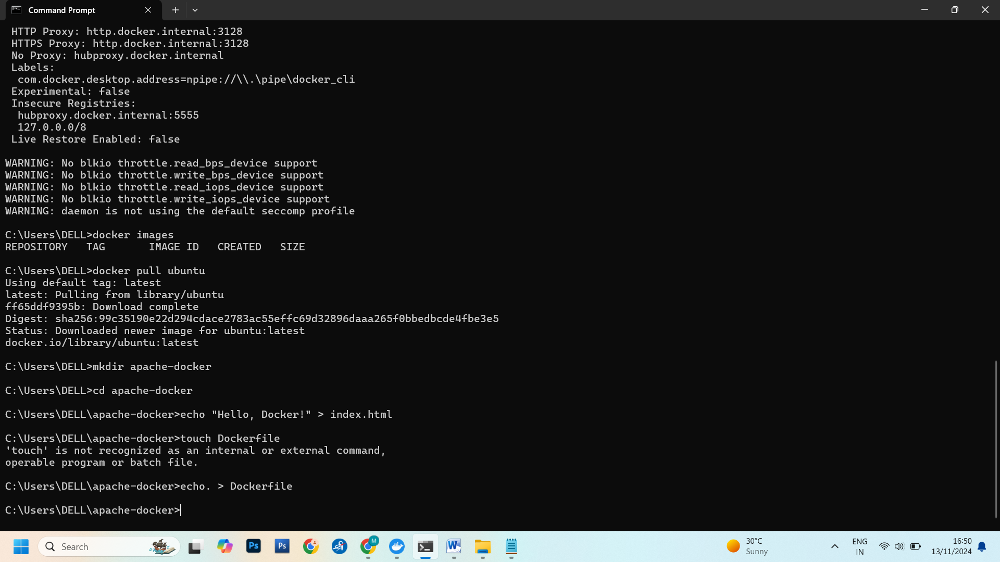 Command Prompt
HTTP Proxy: http.docker.internal:3128
HTTPS Proxy: http.docker.internal:3128
No Proxy: hubproxy.docker.internal
Labels:
com.docker.desktop.address=npipe://\\.\pipe\docker_cli
Experimental: false
Insecure Registries:
hubproxy.docker.internal:5555
127.0.0.0/8
Live Restore Enabled: false
WARNING: No blkio throttle.read_bps_device support
WARNING: No blkio throttle.write_bps_device support
WARNING: No blkio throttle.read_iops_device support
WARNING: No blkio throttle.write_iops_device support
WARNING: daemon is not using the default seccomp profile
C:\Users\DELL>docker images
REPOSITORY   TAG       IMAGE ID   CREATED   SIZE
C:\Users\DELL>docker pull ubuntu
Using default tag: latest
latest: Pulling from library/ubuntu
ff65ddf9395b: Download complete
Digest: sha256:99c35190e22d294cdace2783ac55effc69d32896daaa265f0bbedbcde4fbe3e5
Status: Downloaded newer image for ubuntu:latest
docker.io/library/ubuntu:latest
C:\Users\DELL>mkdir apache-docker
C:\Users\DELL>cd apache-docker
C:\Users\DELL\apache-docker>echo "Hello, Docker!" > index.html
C:\Users\DELL\apache-docker>touch Dockerfile
'touch' is not recognized as an internal or external command,
operable program or batch file.
C:\Users\DELL\apache-docker>echo. > Dockerfile
C:\Users\DELL\apache-docker>
Search
Ps
Ps
M
W
30°C
Sunny
ENG
IN
16:50
13/11/2024